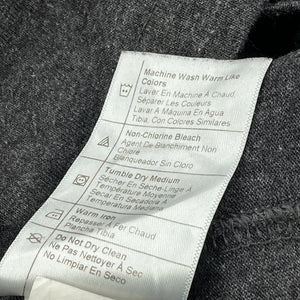 Machine Wash Warm Like
Colors
Laver En Machine À Chaud,
Séparer Les Couleurs
Lavar A Máquina En Agua
Tibia, Con Colores Similares
Non-Chlorine Bleach
Agent De Blanchiment Non
Chloré
Blanqueador Sin Cloro
Tumble Dry Medium
Sécher En Sèche-Linge À
Température Moyenne
Secar En Secadora A
Temperatura Mediana
Warm Iron
Repasser À Fer Chaud
Plancha Tibia
Do Not Dry Clean
Ne Pas Nettoyer À Sec
No Limpiar En Seco